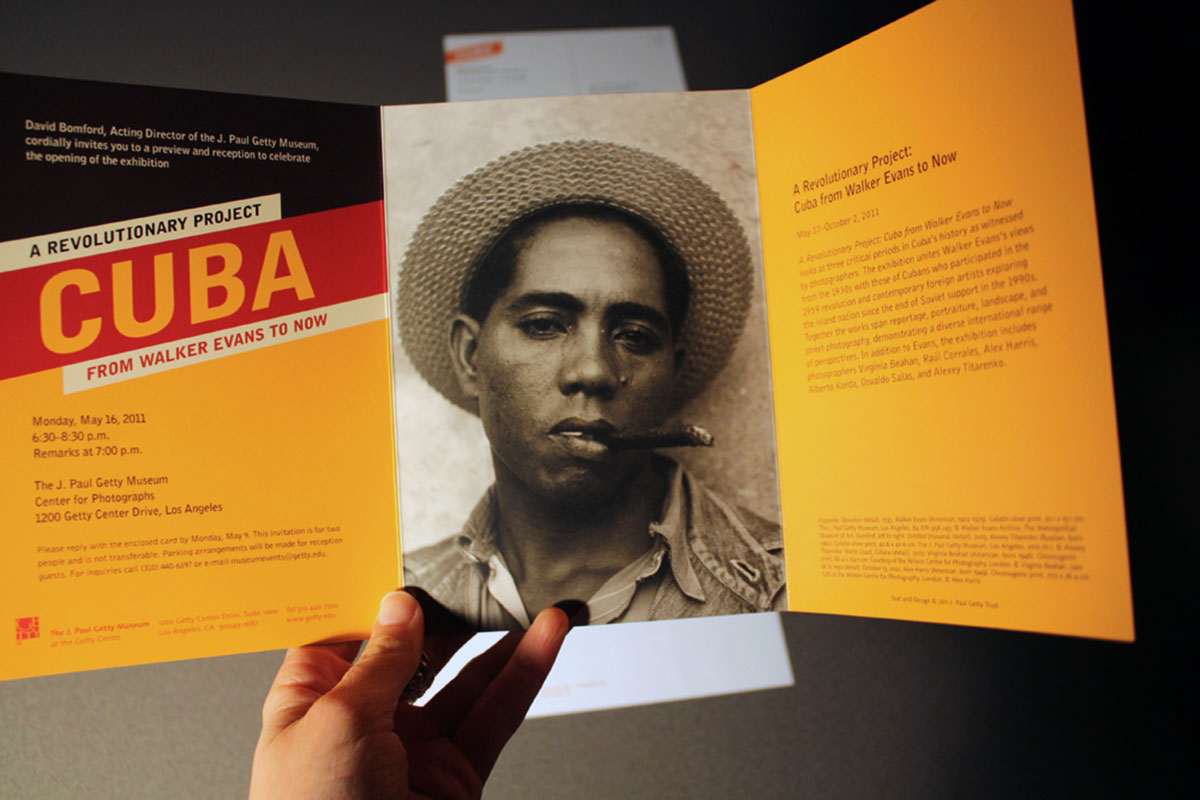 David Bomford, Acting Director of the J. Paul Getty Museum,
cordially invites you to a preview and reception to celebrate
the opening of the exhibition
A REVOLUTIONARY PROJECT
CUBA
FROM WALKER EVANS TO NOW
Monday, May 16, 2011
6:30–8:30 p.m.
Remarks at 7:00 p.m.
The J. Paul Getty Museum
Center for Photographs
1200 Getty Center Drive, Los Angeles
Please reply with the enclosed card by Monday, May 9. This invitation is for two
people and is not transferable. Parking arrangements will be made for reception
guests. For inquiries call (310) 440-6197 or e-mail museumevents@getty.edu.
The J. Paul Getty Museum
at the Getty Center
1200 Getty Center Drive, Suite 1000
Los Angeles, CA 90049-1687
Tel 310 440 7300
www.getty.edu
A Revolutionary Project:
Cuba from Walker Evans to Now
May 17–October 2, 2011
A Revolutionary Project: Cuba from Walker Evans to Now
looks at three critical periods in Cuba's history as witnessed
by photographers. The exhibition unites Walker Evans's views
from the 1930s with those of Cubans who participated in the
1959 revolution and contemporary foreign artists exploring
the island nation since the end of Soviet support in the 1990s.
Together the works span reportage, portraiture, landscape, and
street photography, demonstrating a diverse international range
of perspectives. In addition to Evans, the exhibition includes
photographers Virginia Beahan, Raúl Corrales, Alex Harris,
Alberto Korda, Osvaldo Salas, and Alexey Titarenko.
Text and Design © 2011 J. Paul Getty Trust